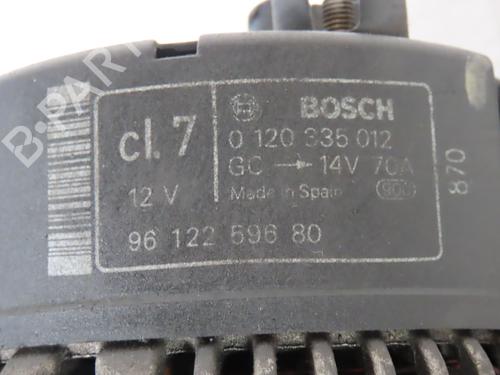 BOSCH
cl. 7
0 120 335 012
GC → 14V 70A
12 V
Made in Spain
96 122 596 80
870
B-PARTS